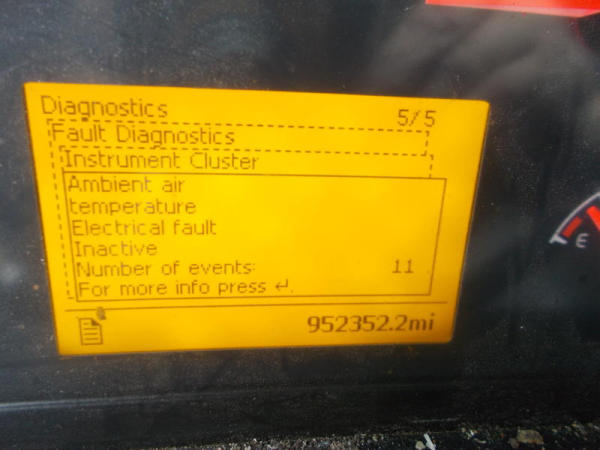 Diagnostics 5/5
Fault Diagnostics
Instrument Cluster
Ambient air
temperature
Electrical fault
Inactive
Number of events: 11
For more info press ↵.
952352.2mi
E